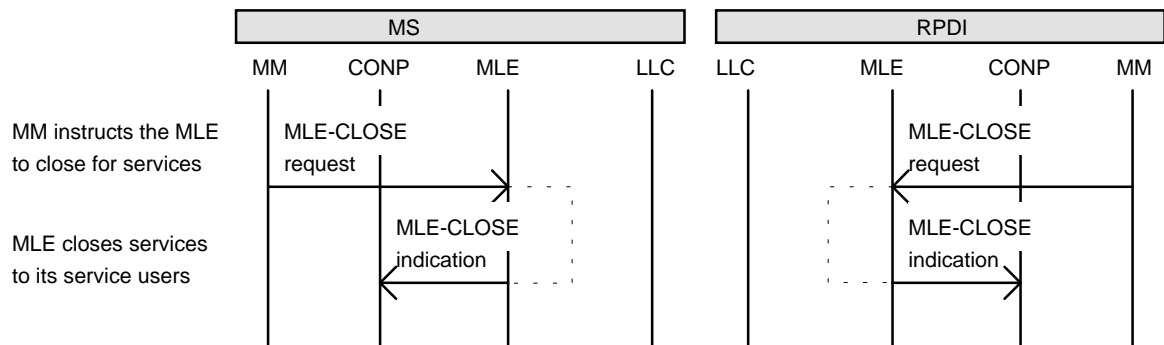 MS RPDI
MM CONP MLE LLC LLC MLE CONP MM
MM instructs the MLE
to close for services
MLE-CLOSE
request
MLE-CLOSE
request
MLE closes services
to its service users
MLE-CLOSE
indication
MLE-CLOSE
indication